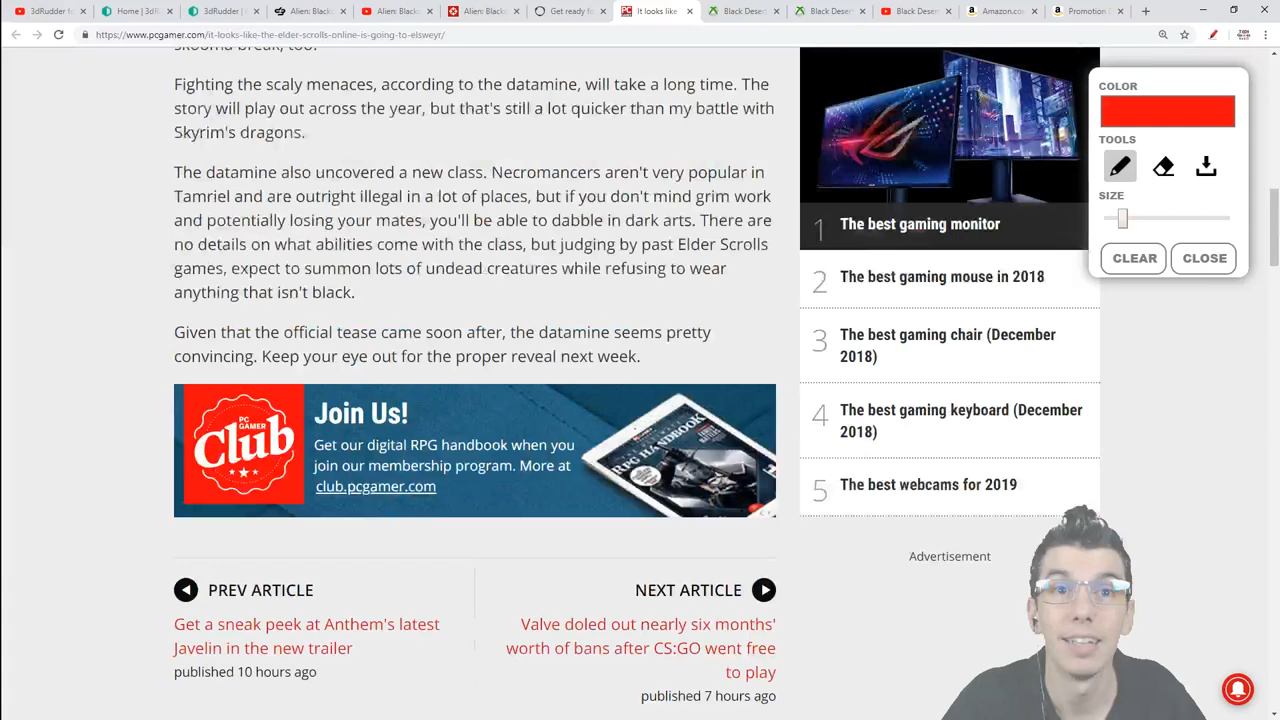 3dRudder fo
Home | 3dR
3dRudder |
Alien: Blacko
Alien: Blacko
Alien: Blacko
Get ready fo
It looks like
Black Desert
Black Desert
Black Desert
Amazon.com
Promotion D
https://www.pcgamer.com/it-looks-like-the-elder-scrolls-online-is-going-to-elsweyr/
skooma break, too.
Fighting the scaly menaces, according to the datamine, will take a long time. The
story will play out across the year, but that's still a lot quicker than my battle with
Skyrim's dragons.
The datamine also uncovered a new class. Necromancers aren't very popular in
Tamriel and are outright illegal in a lot of places, but if you don't mind grim work
and potentially losing your mates, you'll be able to dabble in dark arts. There are
no details on what abilities come with the class, but judging by past Elder Scrolls
games, expect to summon lots of undead creatures while refusing to wear
anything that isn't black.
Given that the official tease came soon after, the datamine seems pretty
convincing. Keep your eye out for the proper reveal next week.
PC
GAMER
Club
Join Us!
Get our digital RPG handbook when you
join our membership program. More at
club.pcgamer.com
RPG HANDBOOK
PREV ARTICLE
Get a sneak peek at Anthem's latest
Javelin in the new trailer
published 10 hours ago
NEXT ARTICLE
Valve doled out nearly six months'
worth of bans after CS:GO went free
to play
published 7 hours ago
1 The best gaming monitor
2 The best gaming mouse in 2018
3 The best gaming chair (December
2018)
4 The best gaming keyboard (December
2018)
5 The best webcams for 2019
Advertisement
COLOR
TOOLS
SIZE
CLEAR
CLOSE